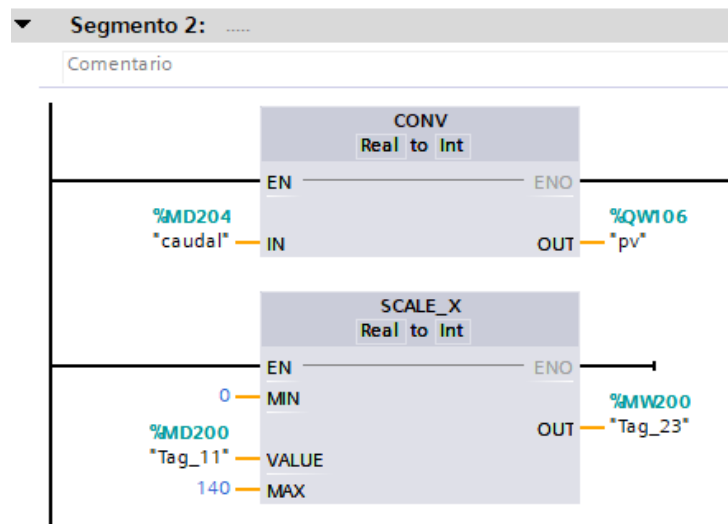 Segmento 2: .....
Comentario
CONV
Real to Int
EN ENO
%MD204 %QW106
"caudal" IN OUT "pv"
SCALE_X
Real to Int
EN ENO
0 MIN
%MW200
OUT "Tag_23"
%MD200
"Tag_11" VALUE
140 MAX